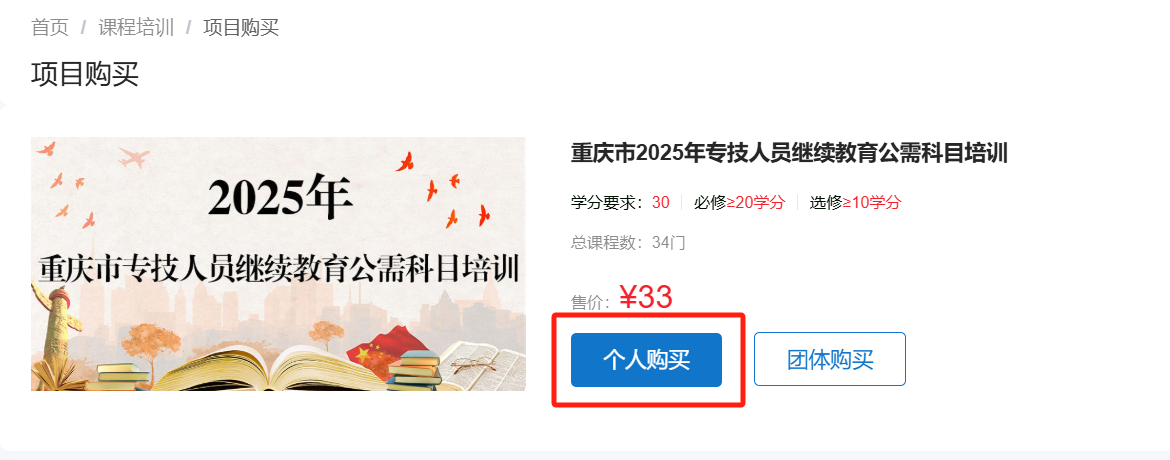 首页 / 课程培训 / 项目购买
项目购买
2025年
重庆市专技人员继续教育公需科目培训
重庆市2025年专技人员继续教育公需科目培训
学分要求：30 必修≥20学分 选修≥10学分
总课程数：34门
售价：¥33
个人购买 团体购买